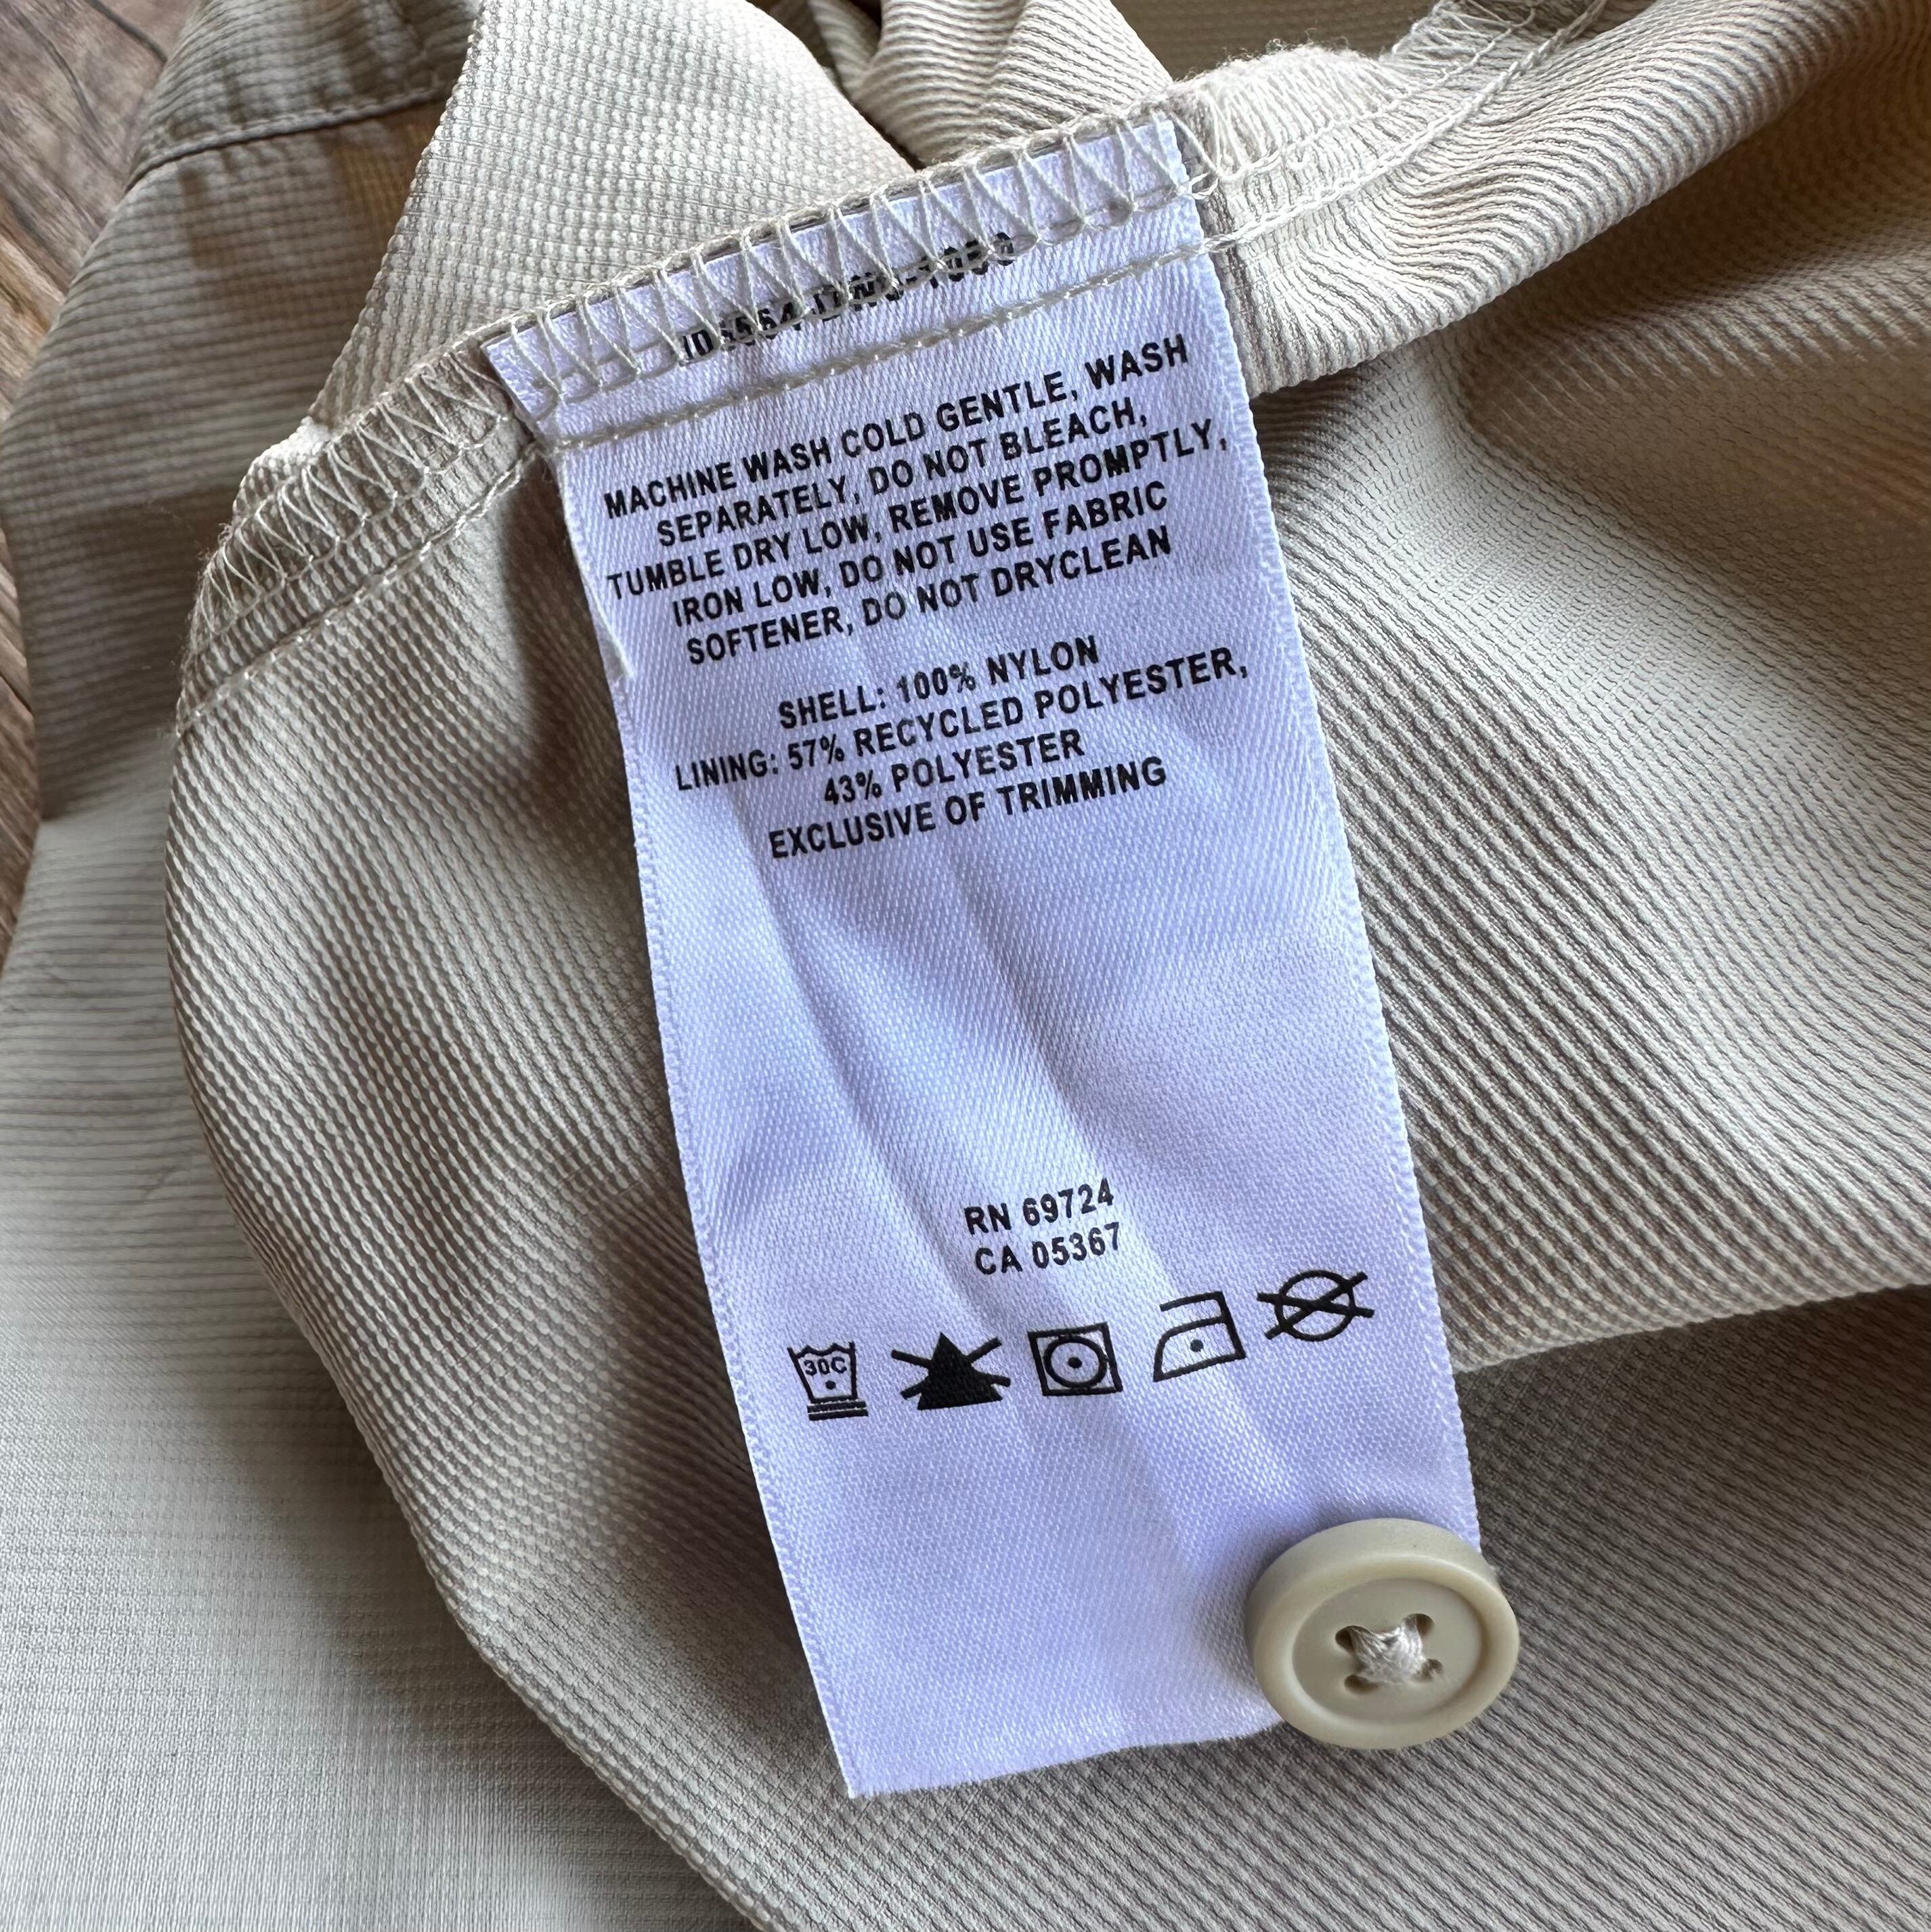 MACHINE WASH COLD GENTLE, WASH
SEPARATELY, DO NOT BLEACH,
TUMBLE DRY LOW, REMOVE PROMPTLY,
IRON LOW, DO NOT USE FABRIC
SOFTENER, DO NOT DRYCLEAN
SHELL: 100% NYLON
LINING: 57% RECYCLED POLYESTER,
43% POLYESTER
EXCLUSIVE OF TRIMMING
RN 69724
CA 05367
30C